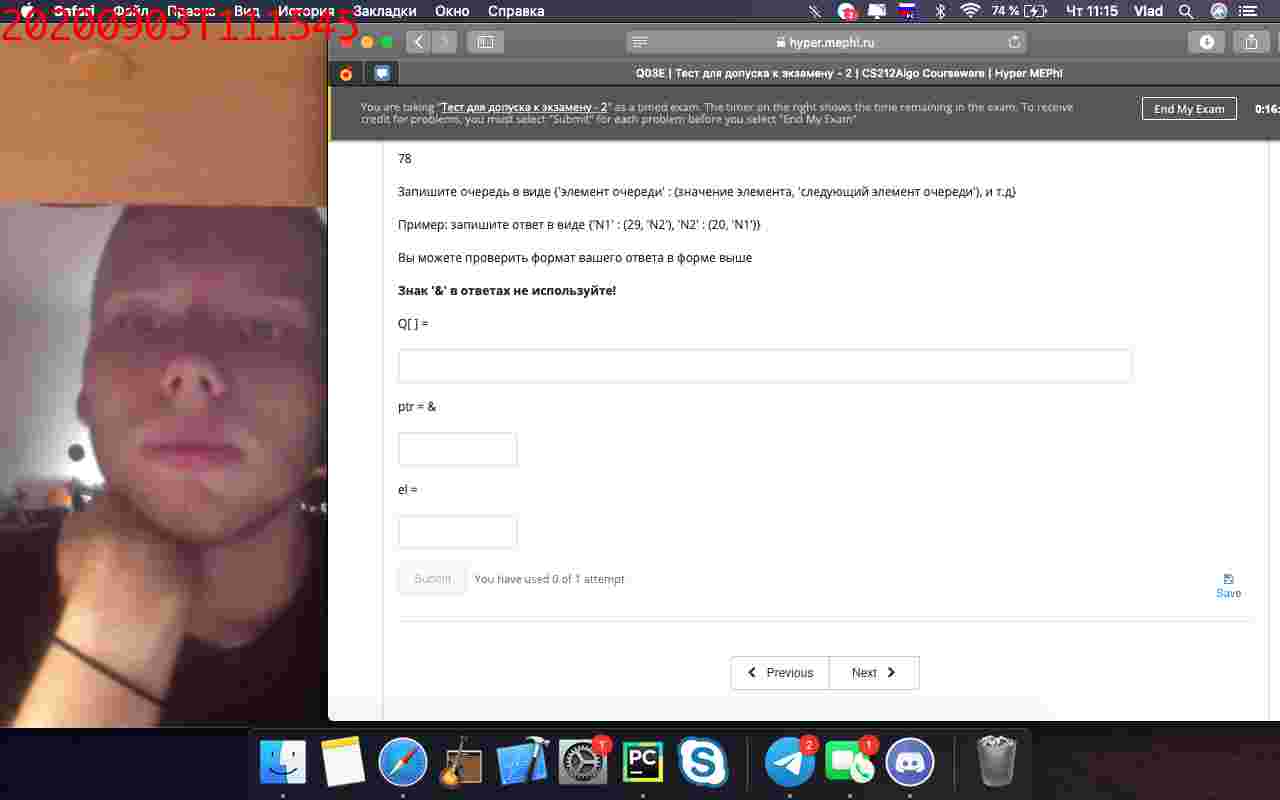 Safari Файл Правка Вид История Закладки Окно Справка 74 % Чт 11:15 Vlad
20200903T111545
hyper.mephi.ru
Q03E | Тест для допуска к экзамену - 2 | CS212Algo Courseware | Hyper MEPhI
You are taking "Тест для допуска к экзамену - 2" as a timed exam. The timer on the right shows the time remaining in the exam. To receive
credit for problems, you must select "Submit" for each problem before you select "End My Exam"
End My Exam
0:16:
78
Запишите очередь в виде {'элемент очереди' : (значение элемента, 'следующий элемент очереди'), и т.д}
Пример: запишите ответ в виде {'N1' : (29, 'N2'), 'N2' : (20, 'N1')}
Вы можете проверить формат вашего ответа в форме выше
Знак '&' в ответах не используйте!
Q[ ] =
ptr = &
el =
Submit
You have used 0 of 1 attempt
Save
Previous
Next
PC
2
1